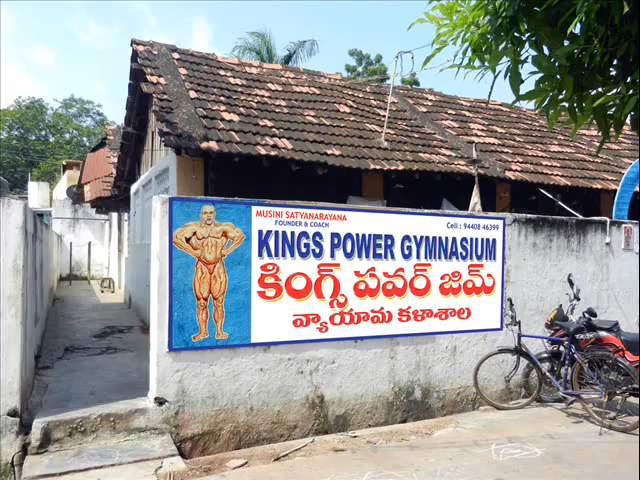 MUSINI SATYANARAYANA
FOUNDER & COACH
Cell : 94408 46399
KINGS POWER GYMNASIUM
కింగ్స్ పవర్ జిమ్
వ్యాయామ కళాశాల